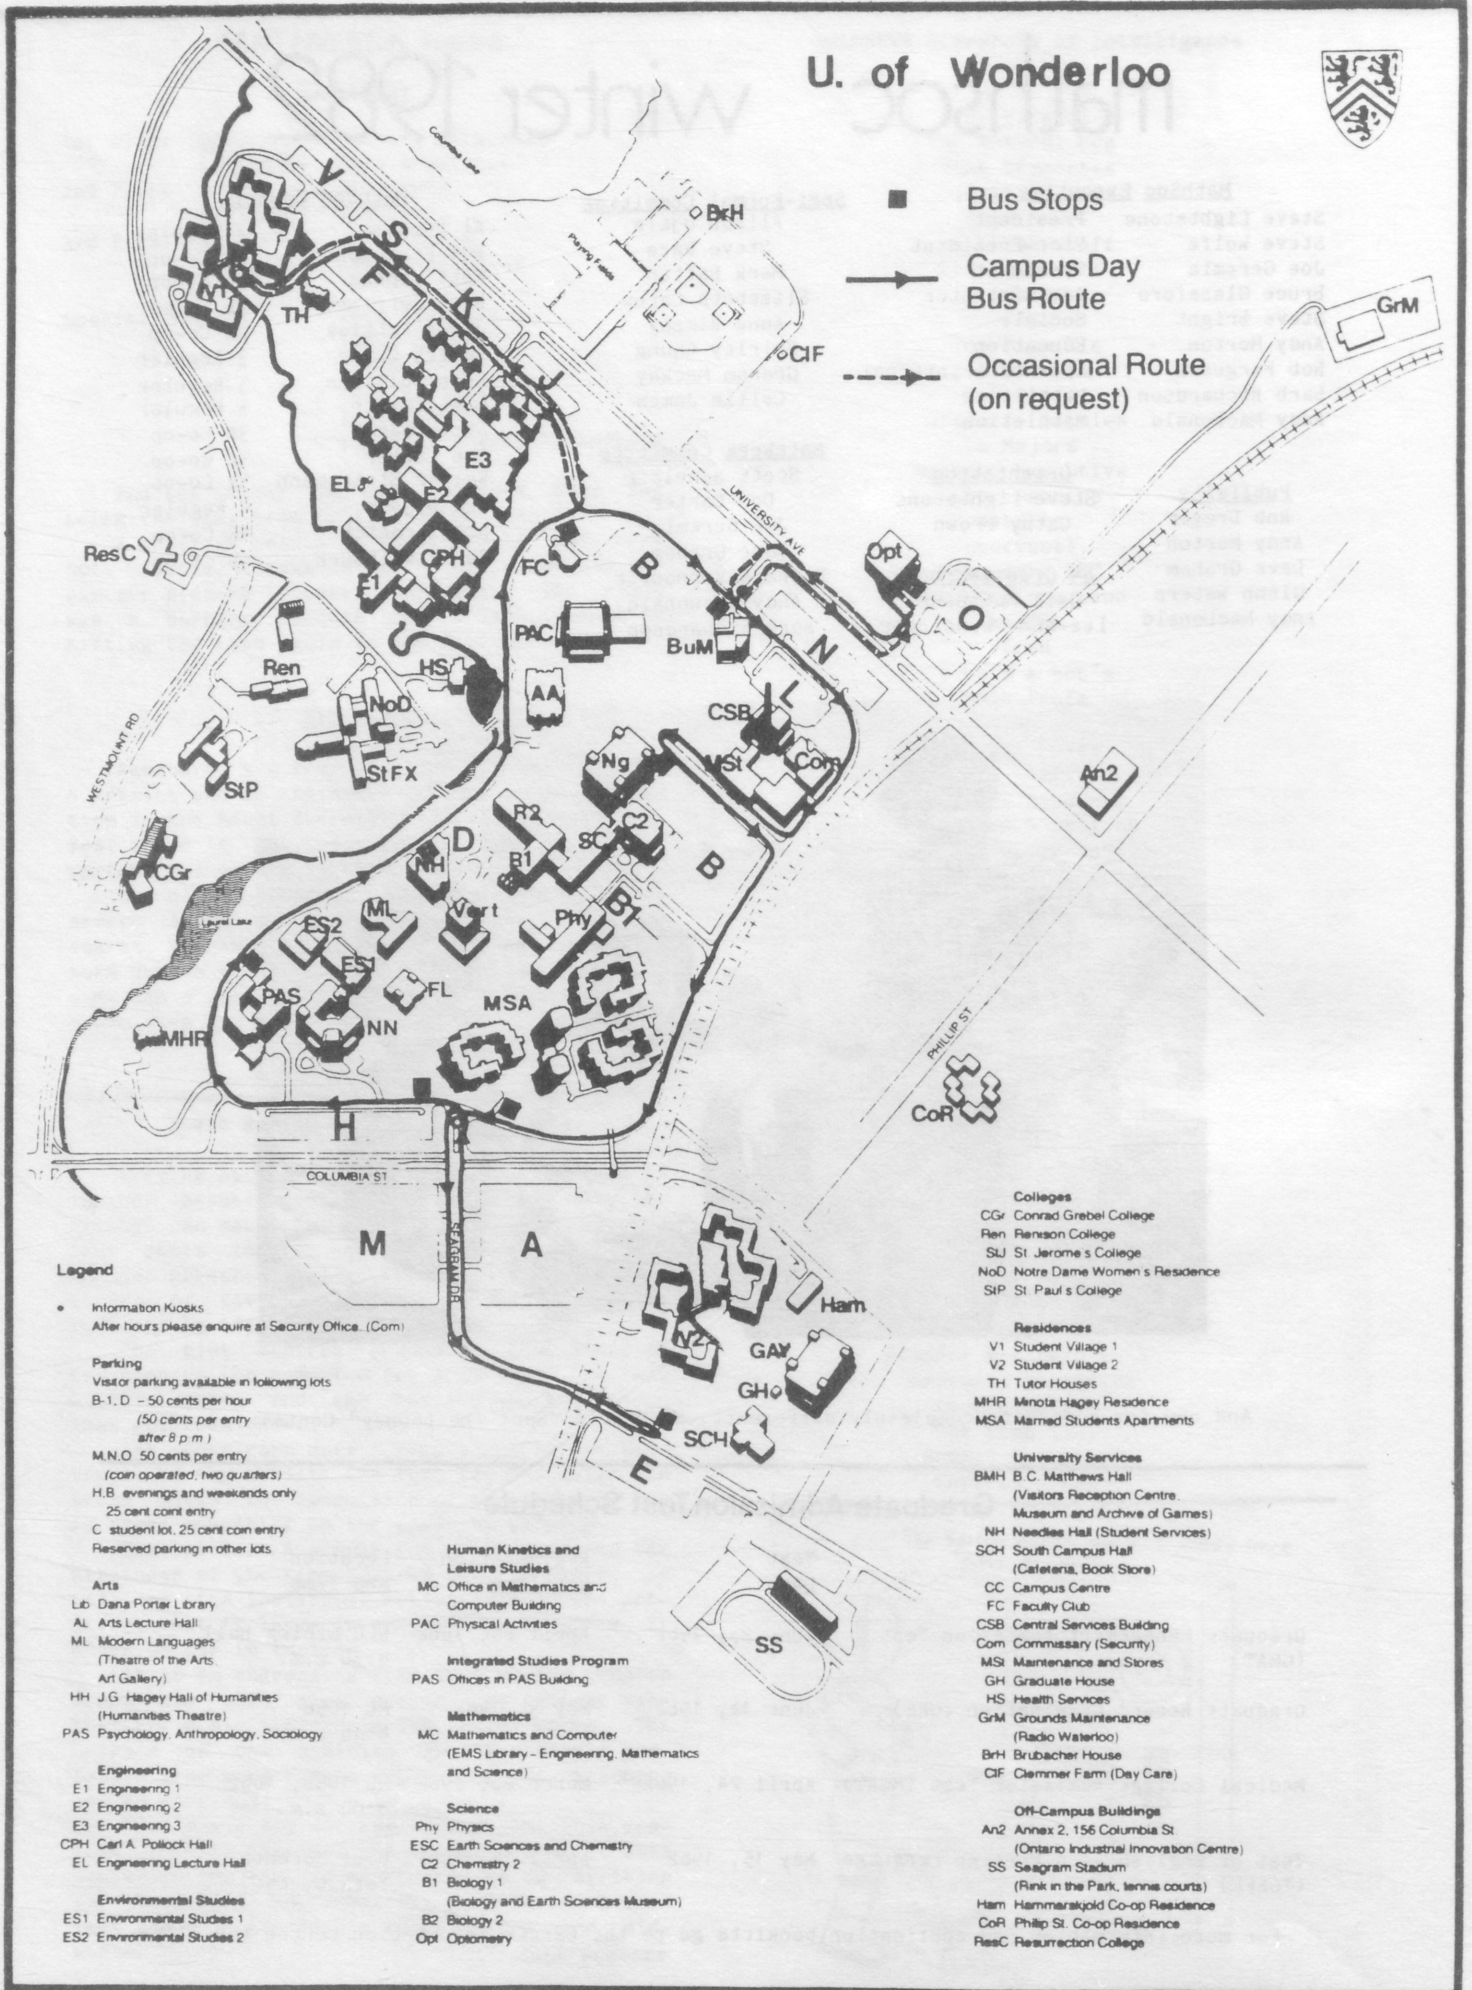 U. of Wonderloo
Bus Stops
Campus Day
Bus Route
Occasional Route
(on request)
Columbia Lake
V
S
F
K
J
TH
BrH
Playing Fields
CIF
GrM
E3
EL
E2
UNIVERSITY AVE
ResC
CPH
E1
FC
B
Opt
O
PAC
BuM
N
Ren
HS
AA
L
NoD
CSB
WESTMOUNT RD
StP
StFX
Ng
MSt
Com
An2
R2
D
C2
SC
B1
NH
B
CGr
Laurel Lake
ES2
ML
Vert
Phy
B1
ES1
PAS
FL
MSA
NN
MHR
PHILLIP ST
CoR
H
COLUMBIA ST
M
SEAGRAM DR
A
Ham
GAY
GH
SCH
E
SS
Legend
• Information Kiosks
After hours please enquire at Security Office. (Com)
Parking
Visitor parking available in following lots
B-1, D - 50 cents per hour
(50 cents per entry
after 8 p m )
M,N,O 50 cents per entry
(coin operated, two quarters)
H,B evenings and weekends only
25 cent coint entry
C student lot, 25 cent coin entry
Reserved parking in other lots
Arts
Lib Dana Porter Library
AL Arts Lecture Hall
ML Modern Languages
(Theatre of the Arts,
Art Gallery)
HH J.G. Hagey Hall of Humanities
(Humanities Theatre)
PAS Psychology, Anthropology, Sociology
Engineering
E1 Engineering 1
E2 Engineering 2
E3 Engineering 3
CPH Carl A. Pollock Hall
EL Engineering Lecture Hall
Environmental Studies
ES1 Environmental Studies 1
ES2 Environmental Studies 2
Human Kinetics and
Leisure Studies
MC Office in Mathematics and
Computer Building
PAC Physical Activities
Integrated Studies Program
PAS Offices in PAS Building
Mathematics
MC Mathematics and Computer
(EMS Library - Engineering, Mathematics
and Science)
Science
Phy Physics
ESC Earth Sciences and Chemistry
C2 Chemistry 2
B1 Biology 1
(Biology and Earth Sciences Museum)
B2 Biology 2
Opt Optometry
Colleges
CGr Conrad Grebel College
Ren Renison College
StJ St Jerome's College
NoD Notre Dame Women's Residence
StP St Paul's College
Residences
V1 Student Village 1
V2 Student Village 2
TH Tutor Houses
MHR Minota Hagey Residence
MSA Married Students Apartments
University Services
BMH B.C. Matthews Hall
(Visitors Reception Centre,
Museum and Archive of Games)
NH Needles Hall (Student Services)
SCH South Campus Hall
(Cafeteria, Book Store)
CC Campus Centre
FC Faculty Club
CSB Central Services Building
Com Commissary (Security)
MSt Maintenance and Stores
GH Graduate House
HS Health Services
GrM Grounds Maintenance
(Radio Waterloo)
BrH Brubacher House
CIF Clemmer Farm (Day Care)
Off-Campus Buildings
An2 Annex 2, 156 Columbia St
(Ontario Industrial Innovation Centre)
SS Seagram Stadium
(Rink in the Park, tennis courts)
Ham Hammarskjold Co-op Residence
CoR Philip St. Co-op Residence
ResC Resurrection College